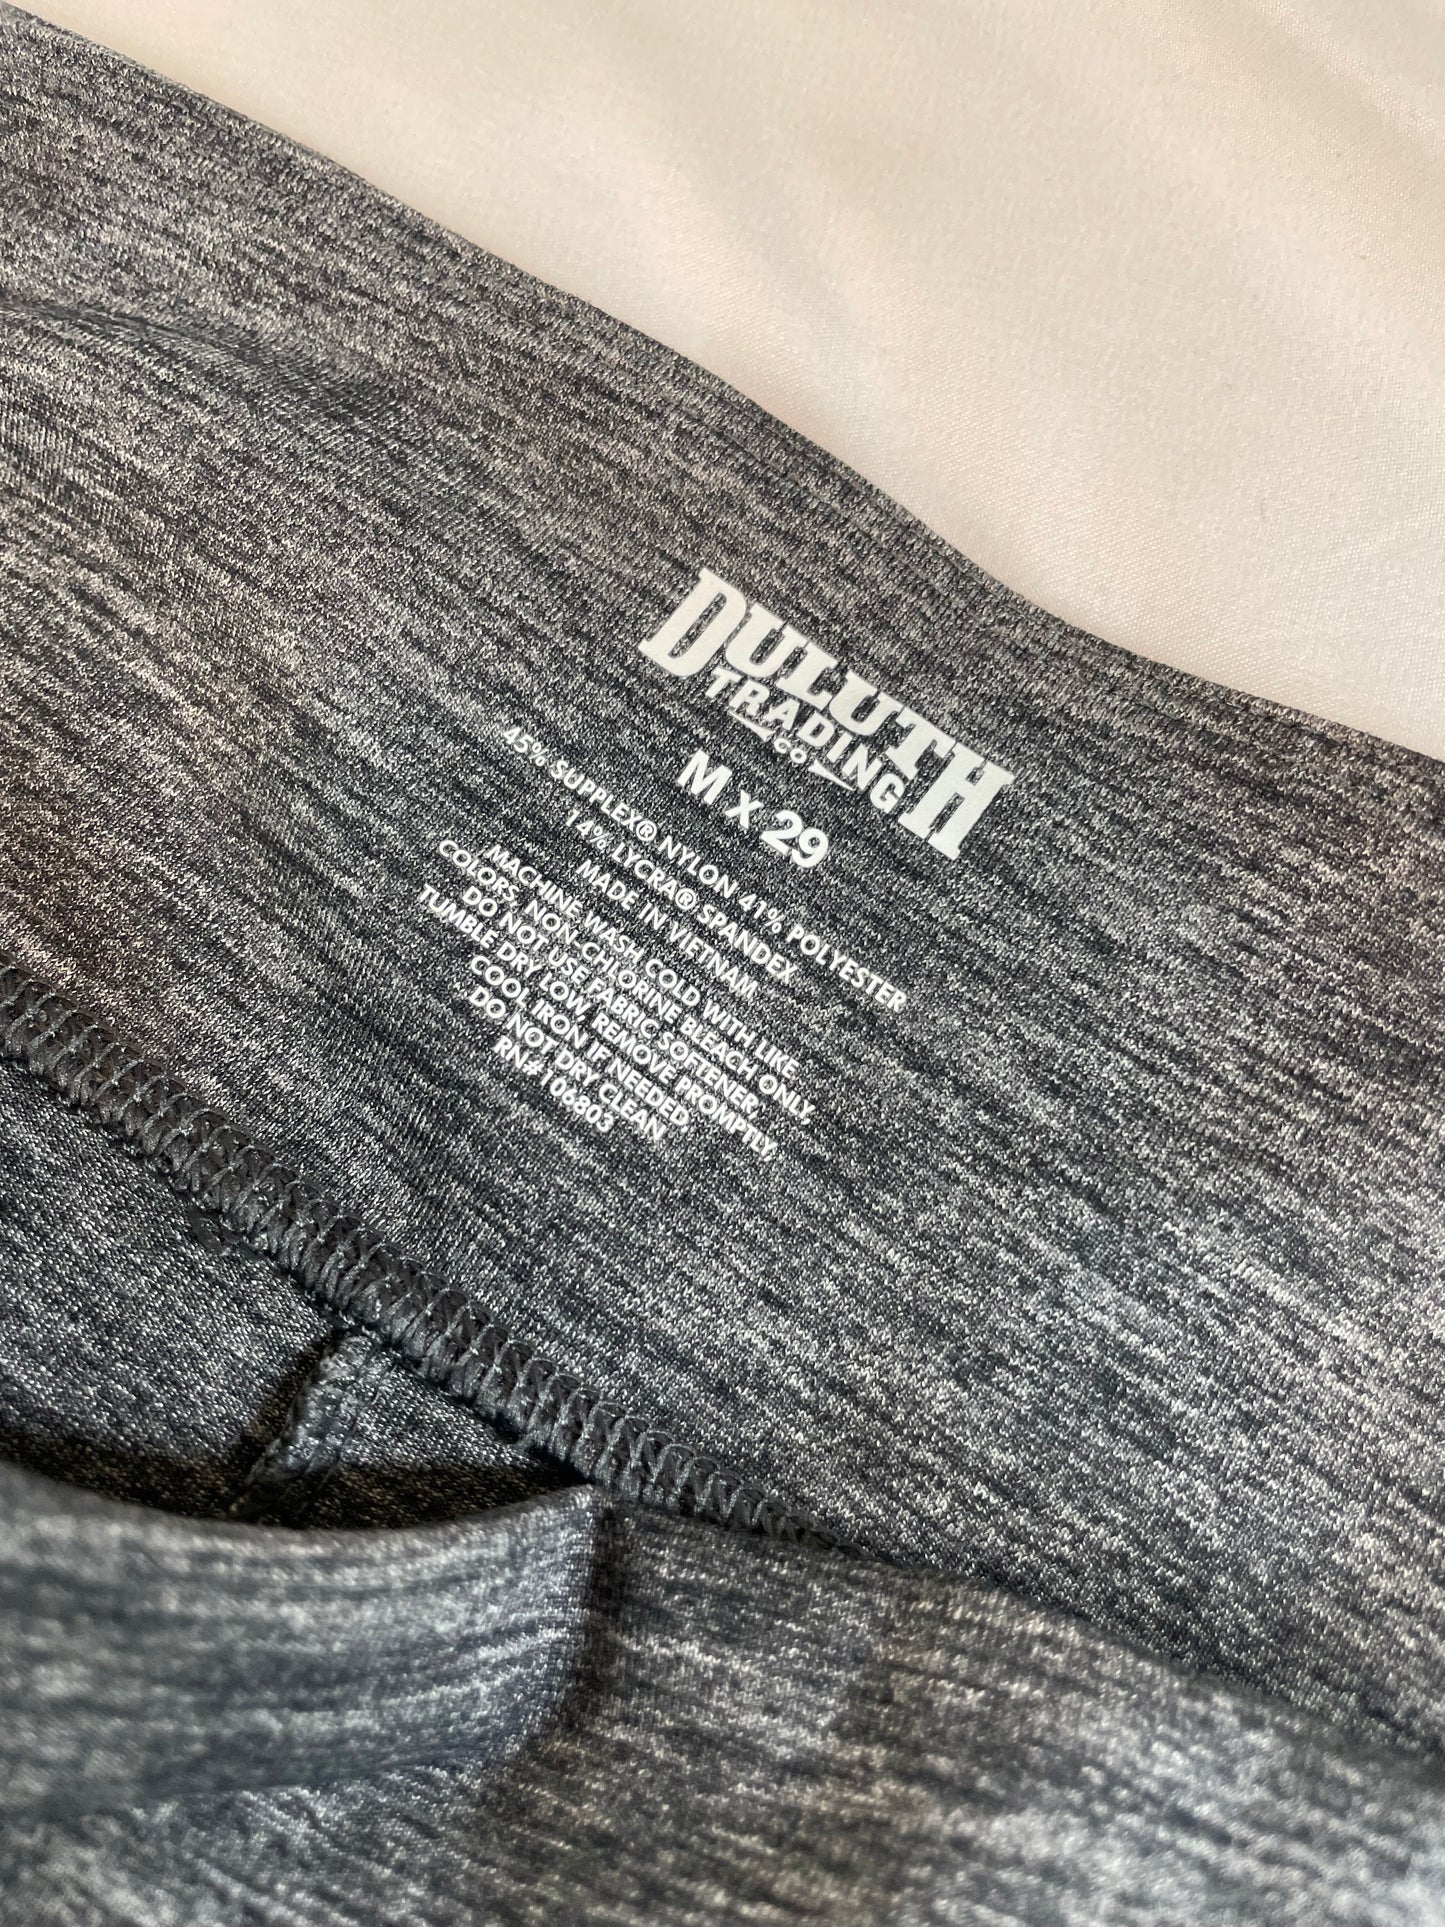 DULUTH
TRADING
CO
M X 29
45% SUPPLEX® NYLON 41% POLYESTER
14% LYCRA® SPANDEX
MADE IN VIETNAM
MACHINE WASH COLD WITH LIKE
COLORS, NON-CHLORINE BLEACH ONLY,
DO NOT USE FABRIC SOFTENER,
TUMBLE DRY LOW, REMOVE PROMPTLY,
COOL IRON IF NEEDED,
DO NOT DRY CLEAN
RN#106803